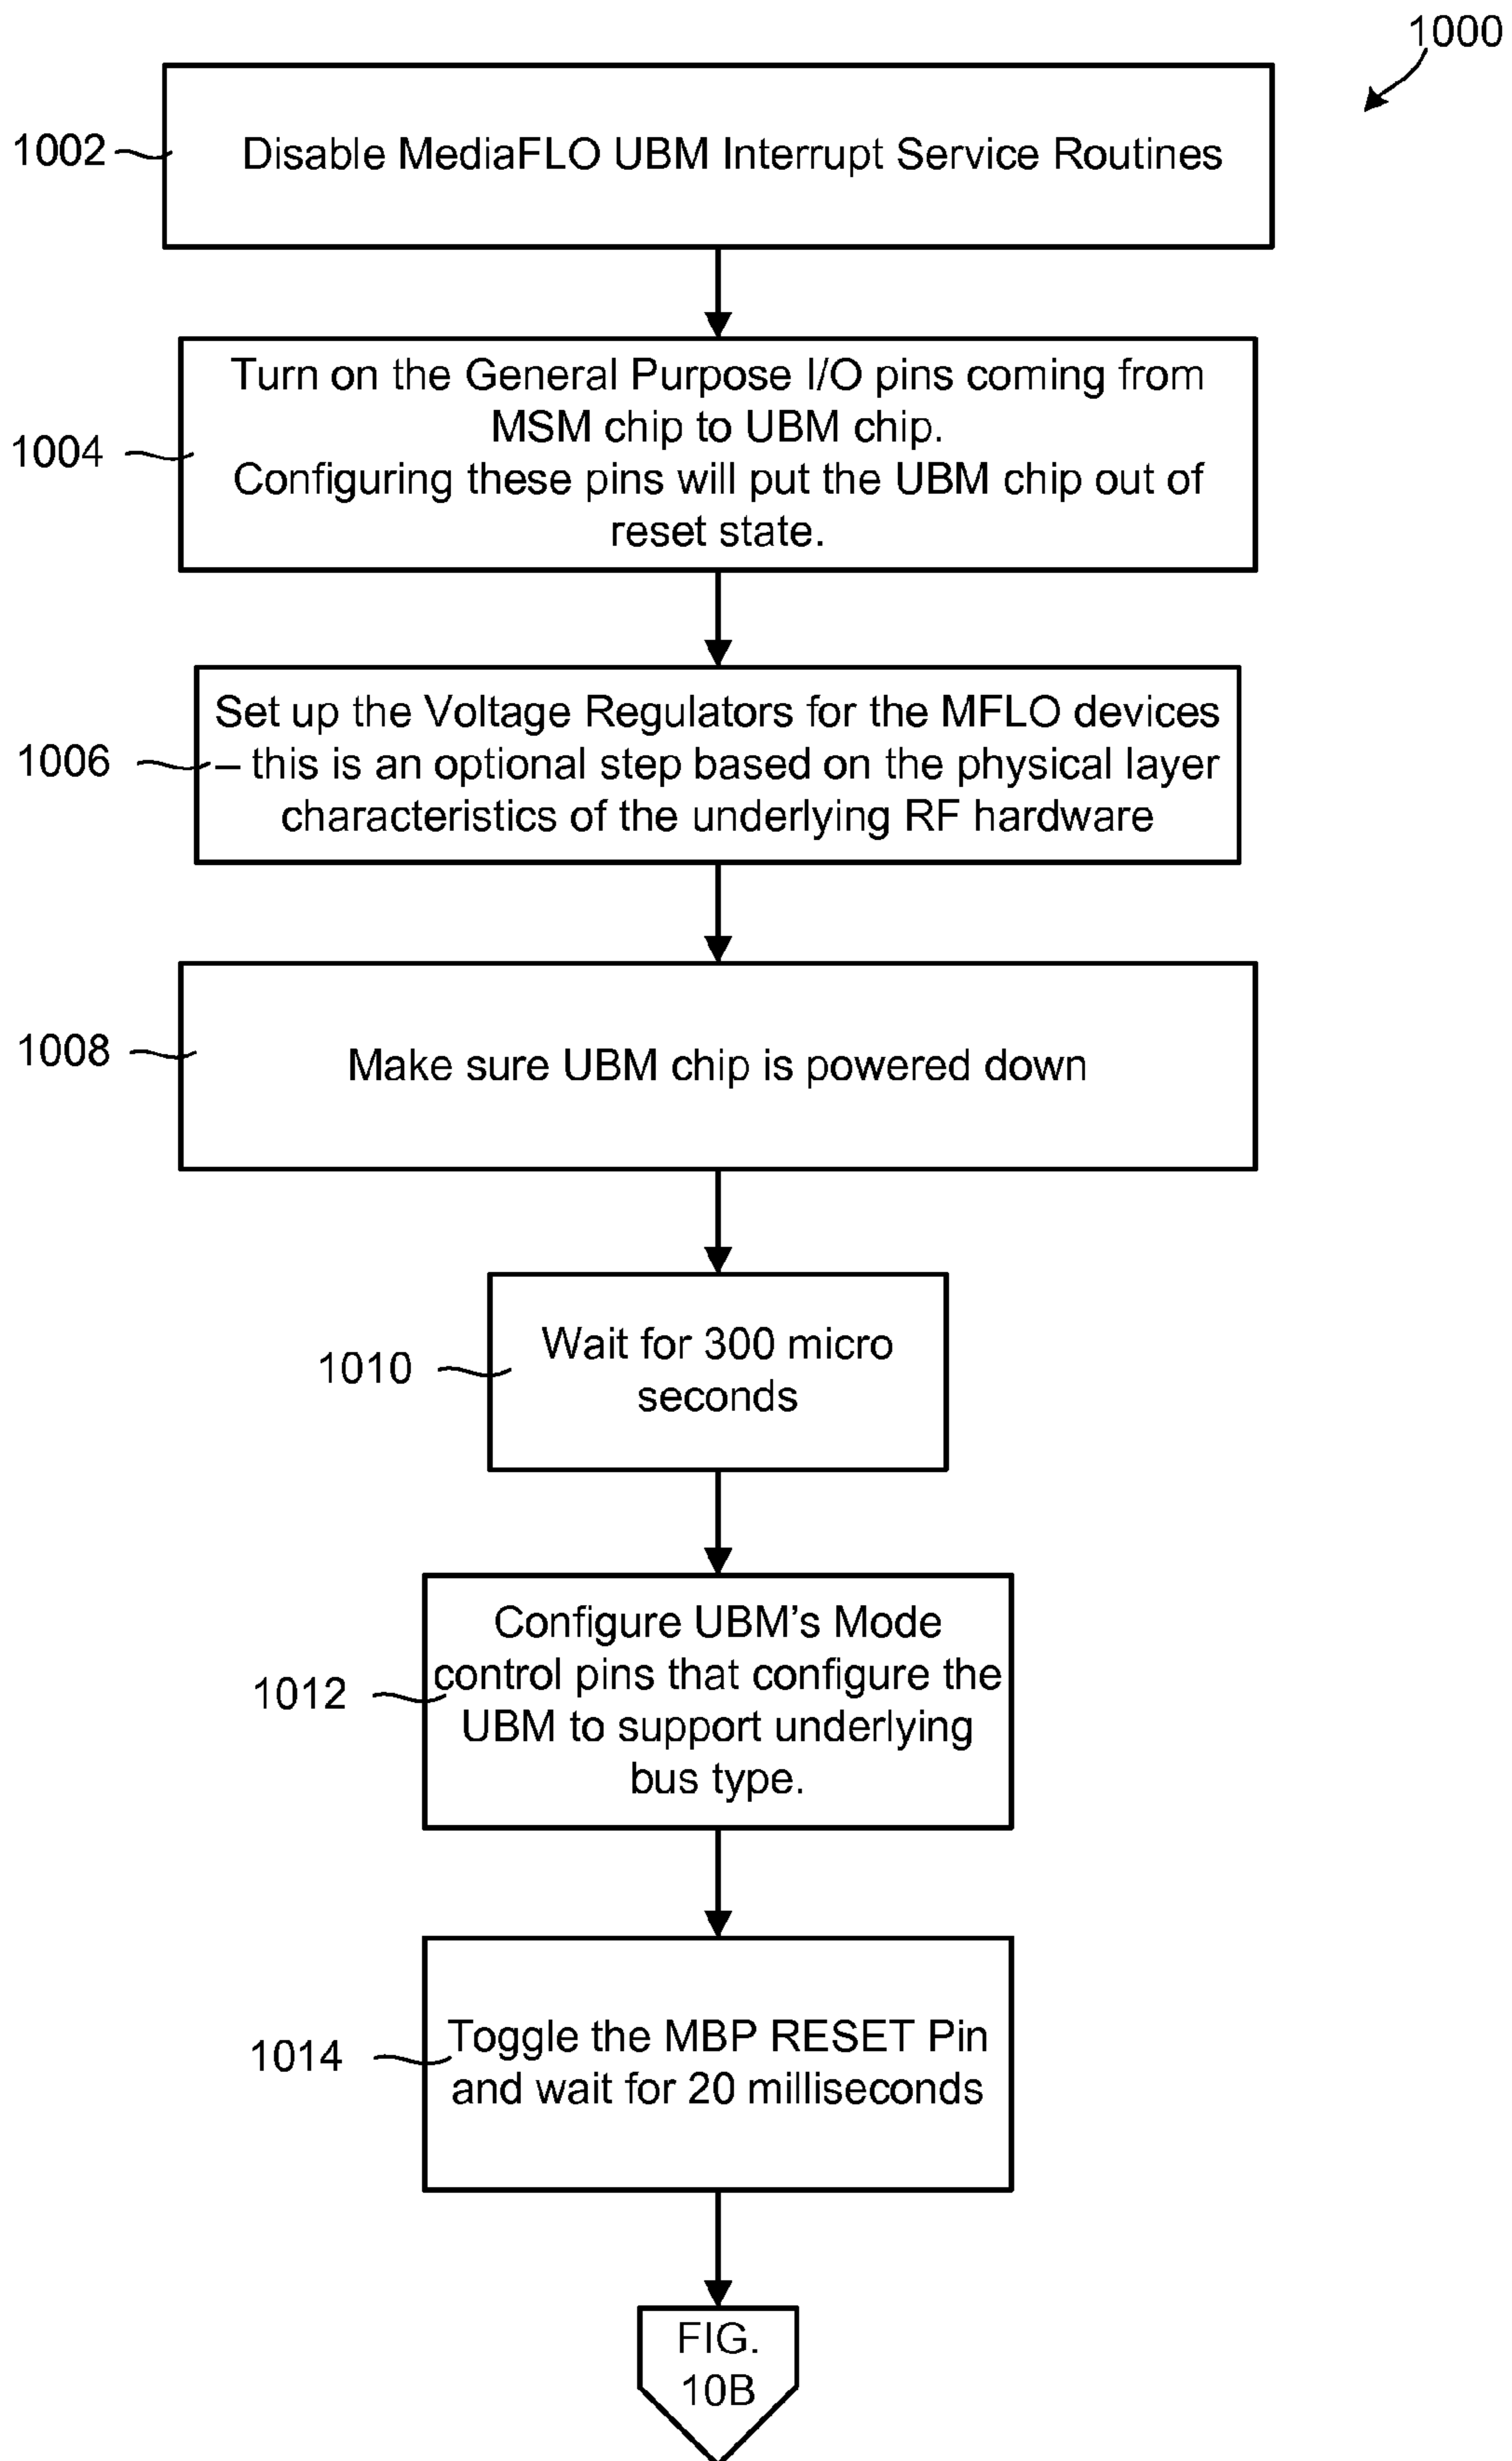 1000
1002
Disable MediaFLO UBM Interrupt Service Routines
1004
Turn on the General Purpose I/O pins coming from
MSM chip to UBM chip.
Configuring these pins will put the UBM chip out of
reset state.
1006
Set up the Voltage Regulators for the MFLO devices
– this is an optional step based on the physical layer
characteristics of the underlying RF hardware
1008
Make sure UBM chip is powered down
1010
Wait for 300 micro
seconds
1012
Configure UBM’s Mode
control pins that configure the
UBM to support underlying
bus type.
1014
Toggle the MBP RESET Pin
and wait for 20 milliseconds
FIG.
10B